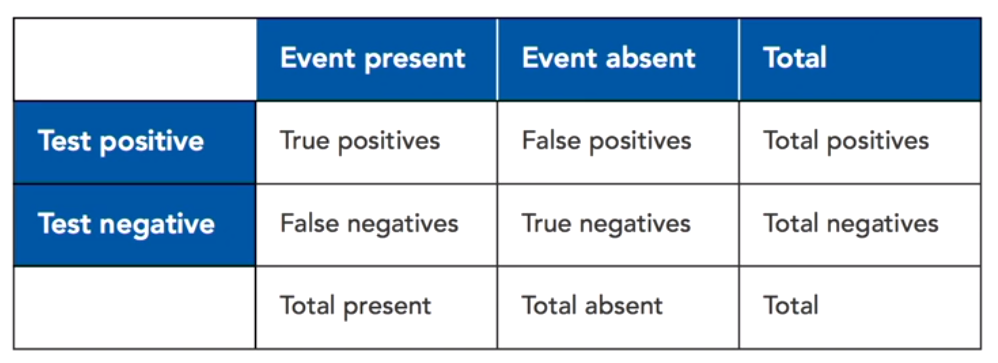 Event present Event absent Total
Test positive True positives False positives Total positives
Test negative False negatives True negatives Total negatives
Total present Total absent Total